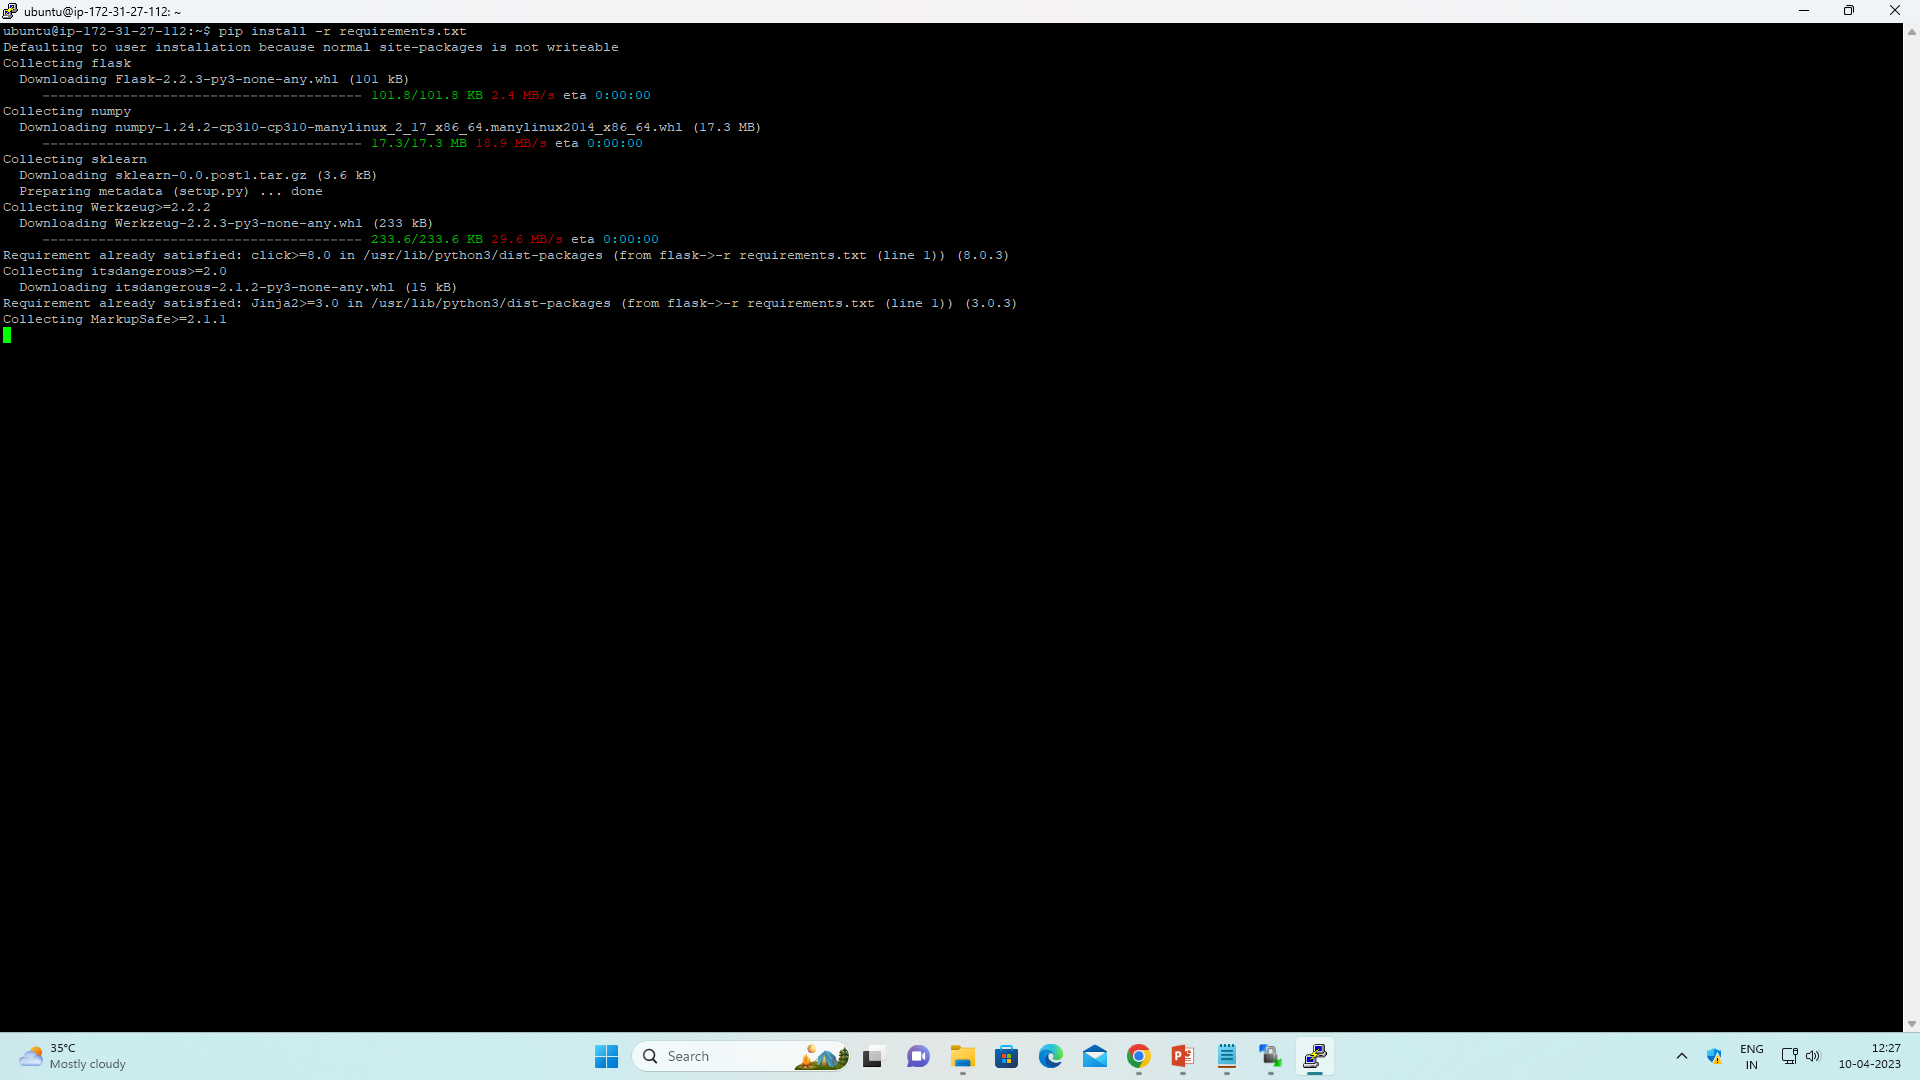 ubuntu@ip-172-31-27-112: ~
ubuntu@ip-172-31-27-112:~$ pip install -r requirements.txt
Defaulting to user installation because normal site-packages is not writeable
Collecting flask
  Downloading Flask-2.2.3-py3-none-any.whl (101 kB)
     ---------------------------------------- 101.8/101.8 KB 2.4 MB/s eta 0:00:00
Collecting numpy
  Downloading numpy-1.24.2-cp310-cp310-manylinux_2_17_x86_64.manylinux2014_x86_64.whl (17.3 MB)
     ---------------------------------------- 17.3/17.3 MB 18.9 MB/s eta 0:00:00
Collecting sklearn
  Downloading sklearn-0.0.post1.tar.gz (3.6 kB)
  Preparing metadata (setup.py) ... done
Collecting Werkzeug>=2.2.2
  Downloading Werkzeug-2.2.3-py3-none-any.whl (233 kB)
     ---------------------------------------- 233.6/233.6 KB 29.6 MB/s eta 0:00:00
Requirement already satisfied: click>=8.0 in /usr/lib/python3/dist-packages (from flask->-r requirements.txt (line 1)) (8.0.3)
Collecting itsdangerous>=2.0
  Downloading itsdangerous-2.1.2-py3-none-any.whl (15 kB)
Requirement already satisfied: Jinja2>=3.0 in /usr/lib/python3/dist-packages (from flask->-r requirements.txt (line 1)) (3.0.3)
Collecting MarkupSafe>=2.1.1
35°C
Mostly cloudy
Search
ENG
IN
12:27
10-04-2023